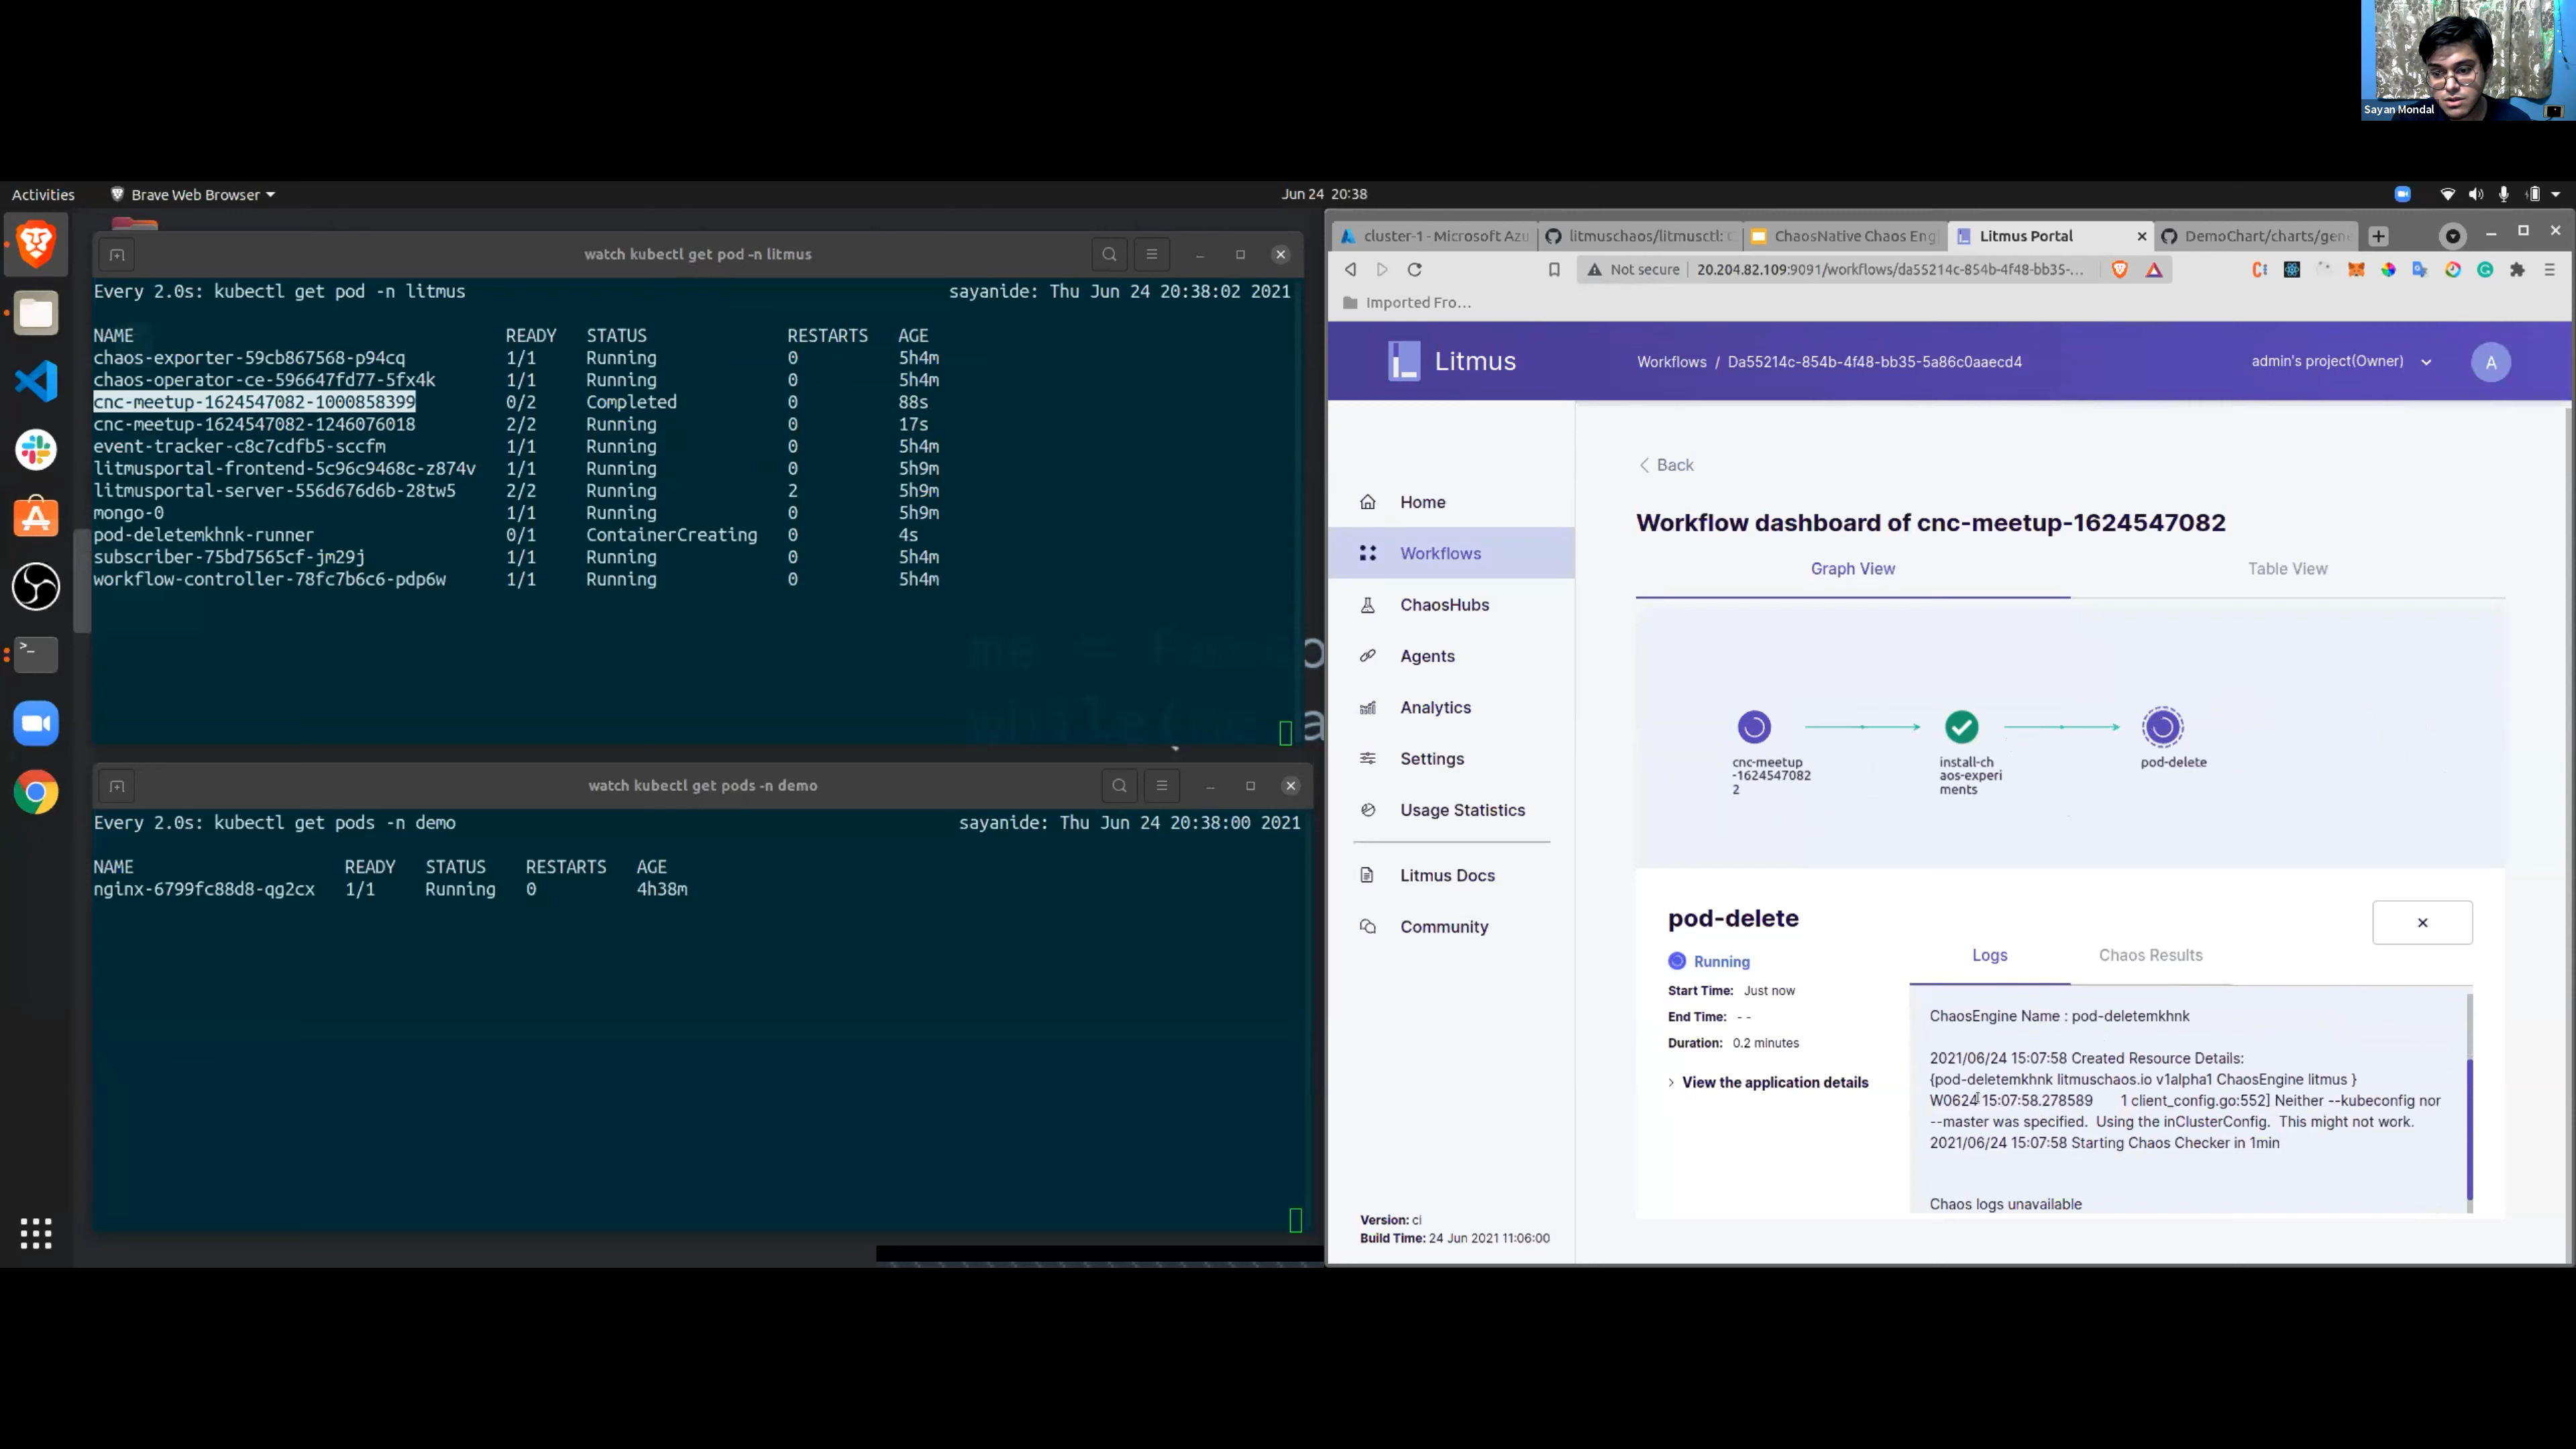 Sayan Mondal
Activities
Brave Web Browser
Jun 24 20:38
watch kubectl get pod -n litmus
Every 2.0s: kubectl get pod -n litmus sayanide: Thu Jun 24 20:38:02 2021
NAME READY STATUS RESTARTS AGE
chaos-exporter-59cb867568-p94cq 1/1 Running 0 5h4m
chaos-operator-ce-596647fd77-5fx4k 1/1 Running 0 5h4m
cnc-meetup-1624547082-1000858399 0/2 Completed 0 88s
cnc-meetup-1624547082-1246076018 2/2 Running 0 17s
event-tracker-c8c7cdfb5-sccfm 1/1 Running 0 5h4m
litmusportal-frontend-5c96c9468c-z874v 1/1 Running 0 5h9m
litmusportal-server-556d676d6b-28tw5 2/2 Running 2 5h9m
mongo-0 1/1 Running 0 5h9m
pod-deletemkhnk-runner 0/1 ContainerCreating 0 4s
subscriber-75bd7565cf-jm29j 1/1 Running 0 5h4m
workflow-controller-78fc7b6c6-pdp6w 1/1 Running 0 5h4m
watch kubectl get pods -n demo
Every 2.0s: kubectl get pods -n demo sayanide: Thu Jun 24 20:38:00 2021
NAME READY STATUS RESTARTS AGE
nginx-6799fc88d8-qg2cx 1/1 Running 0 4h38m
cluster-1 - Microsoft Azu
litmuschaos/litmusctl:
ChaosNative Chaos Eng
Litmus Portal
DemoChart/charts/gen
Not secure
20.204.82.109:9091/workflows/da55214c-854b-4f48-bb35-...
Imported Fro...
Litmus
Workflows / Da55214c-854b-4f48-bb35-5a86c0aaecd4
admin's project(Owner)
A
Home
Workflows
ChaosHubs
Agents
Analytics
Settings
Usage Statistics
Litmus Docs
Community
Version: ci
Build Time: 24 Jun 2021 11:06:00
Back
Workflow dashboard of cnc-meetup-1624547082
Graph View
Table View
cnc-meetup
-1624547082
2
install-ch
aos-experi
ments
pod-delete
pod-delete
Running
Start Time: Just now
End Time: - -
Duration: 0.2 minutes
View the application details
Logs
Chaos Results
ChaosEngine Name : pod-deletemkhnk
2021/06/24 15:07:58 Created Resource Details:
{pod-deletemkhnk litmuschaos.io v1alpha1 ChaosEngine litmus }
W0624 15:07:58.278589 1 client_config.go:552] Neither --kubeconfig nor
--master was specified. Using the inClusterConfig. This might not work.
2021/06/24 15:07:58 Starting Chaos Checker in 1min
Chaos logs unavailable